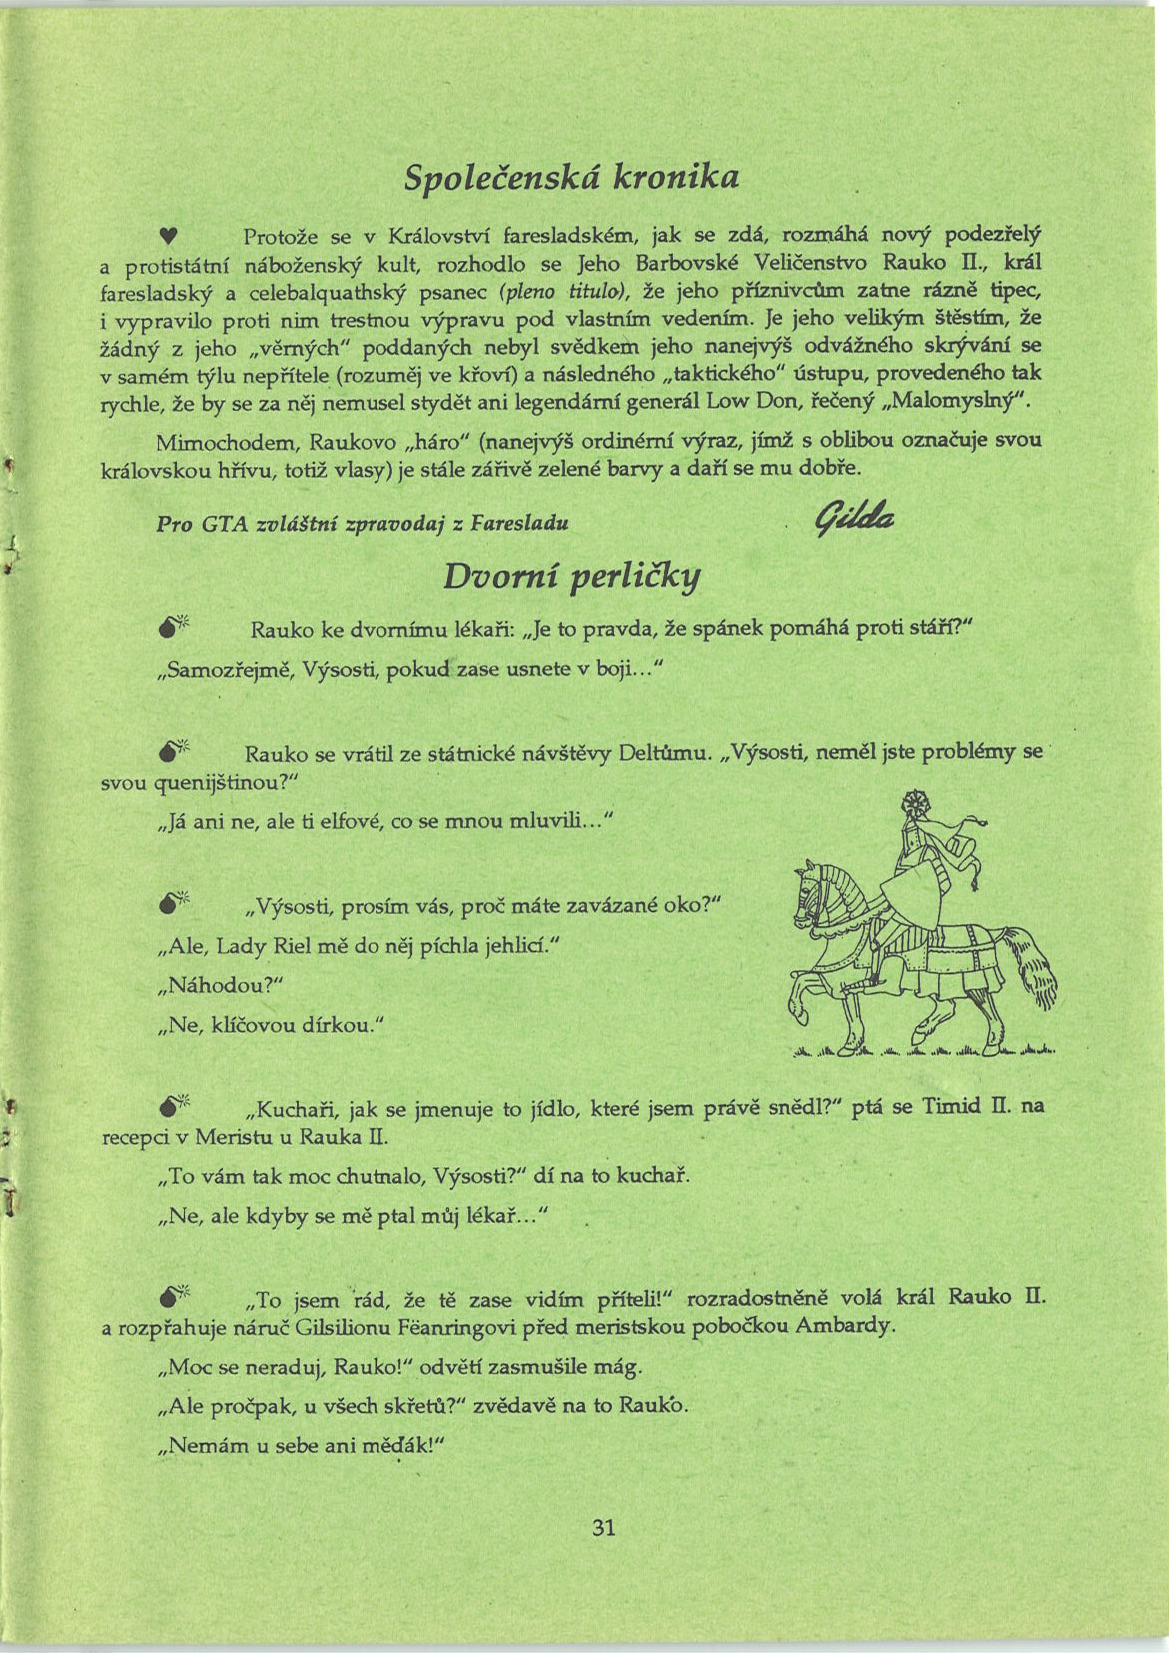 Společenská kronika
♥ Protože se v Království faresladském, jak se zdá, rozmáhá nový podezřelý
a protistátní náboženský kult, rozhodlo se Jeho Barbovské Veličenstvo Rauko II., král
faresladský a celebalquathský psanec (pleno titulo), že jeho příznivcům zatne rázně tipec,
i vypravilo proti nim trestnou výpravu pod vlastním vedením. Je jeho velikým štěstím, že
žádný z jeho „věrných“ poddaných nebyl svědkem jeho nanejvýš odvážného skrývání se
v samém týlu nepřítele (rozuměj ve křoví) a následného „taktického“ ústupu, provedeného tak
rychle, že by se za něj nemusel stydět ani legendární generál Low Don, řečený „Malomyslný“.
Mimochodem, Raukovo „háro“ (nanejvýš ordinérní výraz, jímž s oblibou označuje svou
královskou hřívu, totiž vlasy) je stále zářivě zelené barvy a daří se mu dobře.
Pro GTA zvláštní zpravodaj z Faresladu Gilda
Dvorní perličky
Rauko ke dvornímu lékaři: „Je to pravda, že spánek pomáhá proti stáří?“
„Samozřejmě, Výsosti, pokud zase usnete v boji...“
Rauko se vrátil ze státnické návštěvy Deltůmu. „Výsosti, neměl jste problémy se
svou quenijštinou?“
„Já ani ne, ale ti elfové, co se mnou mluvili...“
„Výsosti, prosím vás, proč máte zavázané oko?“
„Ale, Lady Riel mě do něj píchla jehlicí.“
„Náhodou?“
„Ne, klíčovou dírkou.“
„Kuchaři, jak se jmenuje to jídlo, které jsem právě snědl?“ ptá se Timid II. na
recepci v Meristu u Rauka II.
„To vám tak moc chutnalo, Výsosti?“ dí na to kuchař.
„Ne, ale kdyby se mě ptal můj lékař...“
„To jsem rád, že tě zase vidím příteli!“ rozradostněně volá král Rauko II.
a rozpřahuje náruč Gilsilionu Fëanringovi před meristskou pobočkou Ambardy.
„Moc se neraduj, Rauko!“ odvětí zasmušile mág.
„Ale pročpak, u všech skřetů?“ zvědavě na to Rauko.
„Nemám u sebe ani měďák!“
31